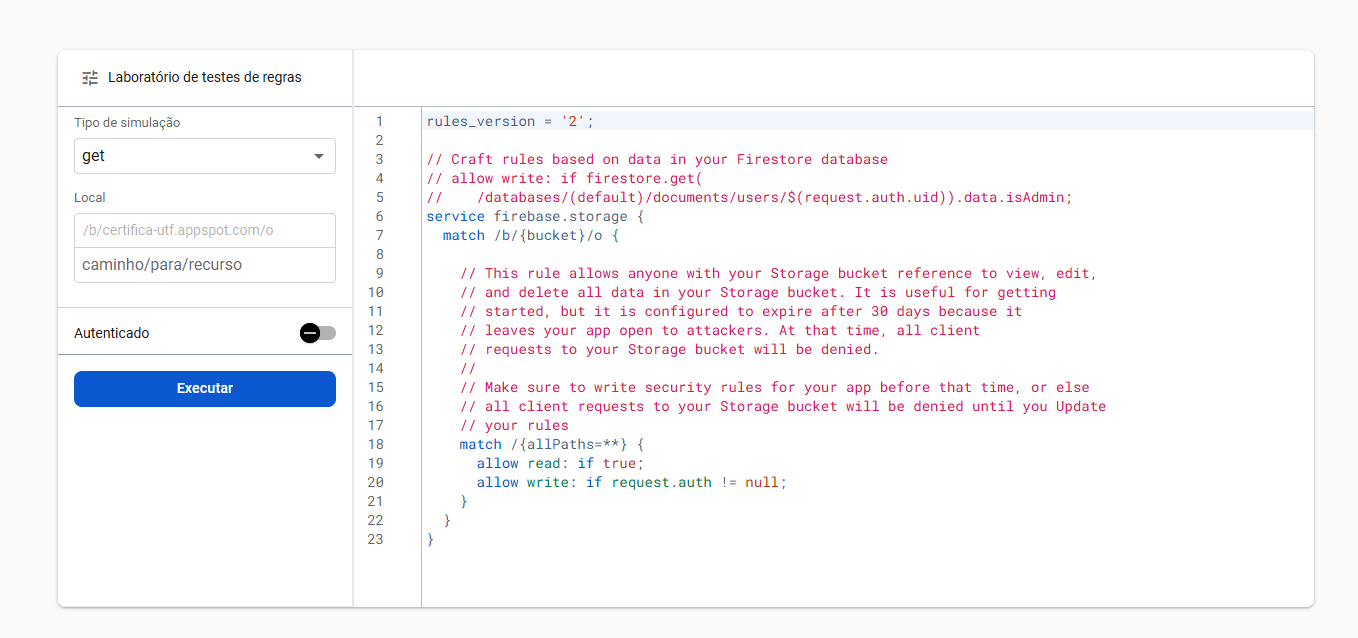 Laboratório de testes de regras
Tipo de simulação
get
Local
/b/certifica-utf.appspot.com/o
caminho/para/recurso
Autenticado
Executar
1 rules_version = '2';
2
3 // Craft rules based on data in your Firestore database
4 // allow write: if firestore.get(
5 //    /databases/(default)/documents/users/$(request.auth.uid)).data.isAdmin;
6 service firebase.storage {
7   match /b/{bucket}/o {
8
9     // This rule allows anyone with your Storage bucket reference to view, edit,
10     // and delete all data in your Storage bucket. It is useful for getting
11     // started, but it is configured to expire after 30 days because it
12     // leaves your app open to attackers. At that time, all client
13     // requests to your Storage bucket will be denied.
14     //
15     // Make sure to write security rules for your app before that time, or else
16     // all client requests to your Storage bucket will be denied until you Update
17     // your rules
18     match /{allPaths=**} {
19       allow read: if true;
20       allow write: if request.auth != null;
21     }
22   }
23 }